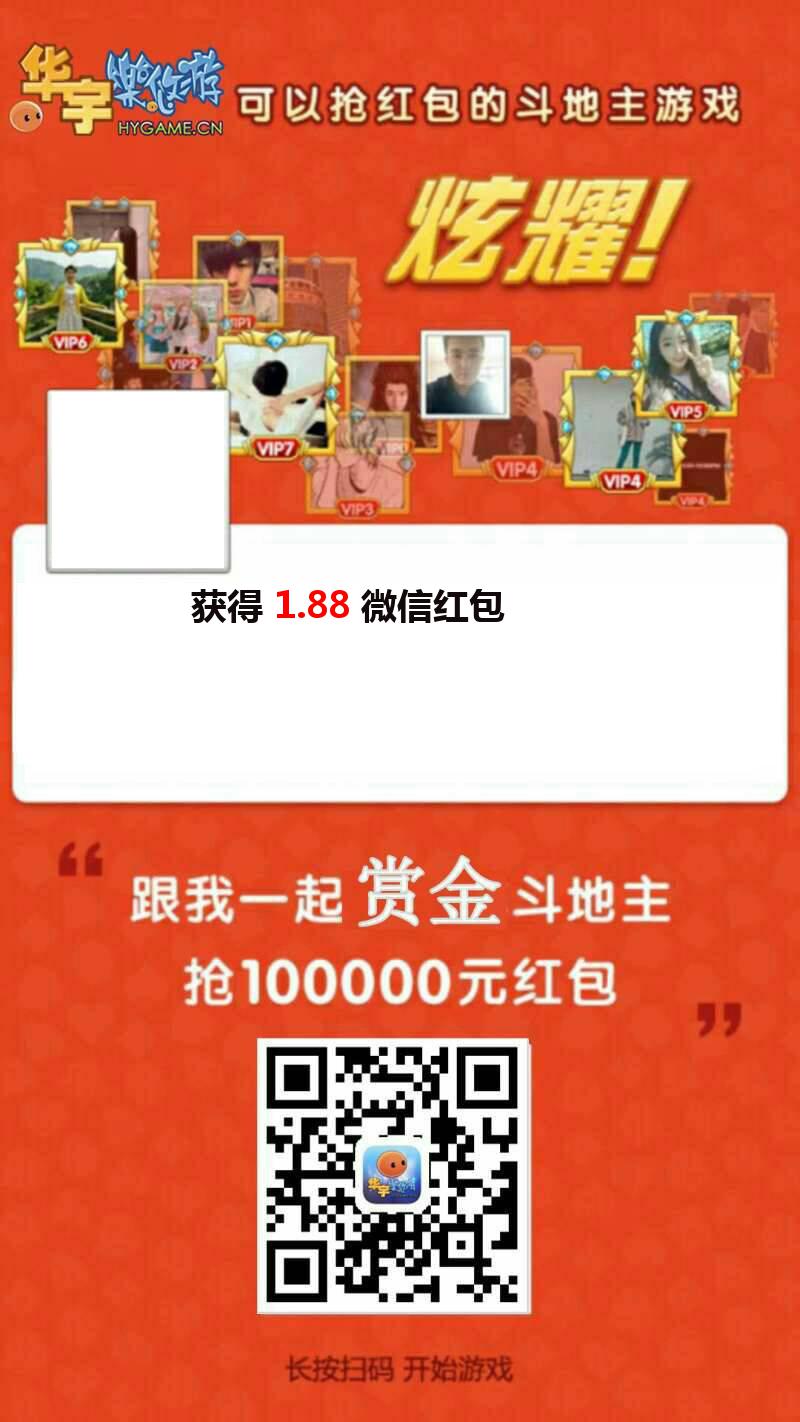 华宇樂悠游
HYGAME.CN
可以抢红包的斗地主游戏
炫耀!
VIP6
VIP2
VIP1
VIP7
VIP3
VIP4
VIP4
VIP5
VIP4
获得 1.88 微信红包
“
跟我一起赏金斗地主
抢100000元红包
”
华宇樂悠游
长按扫码 开始游戏